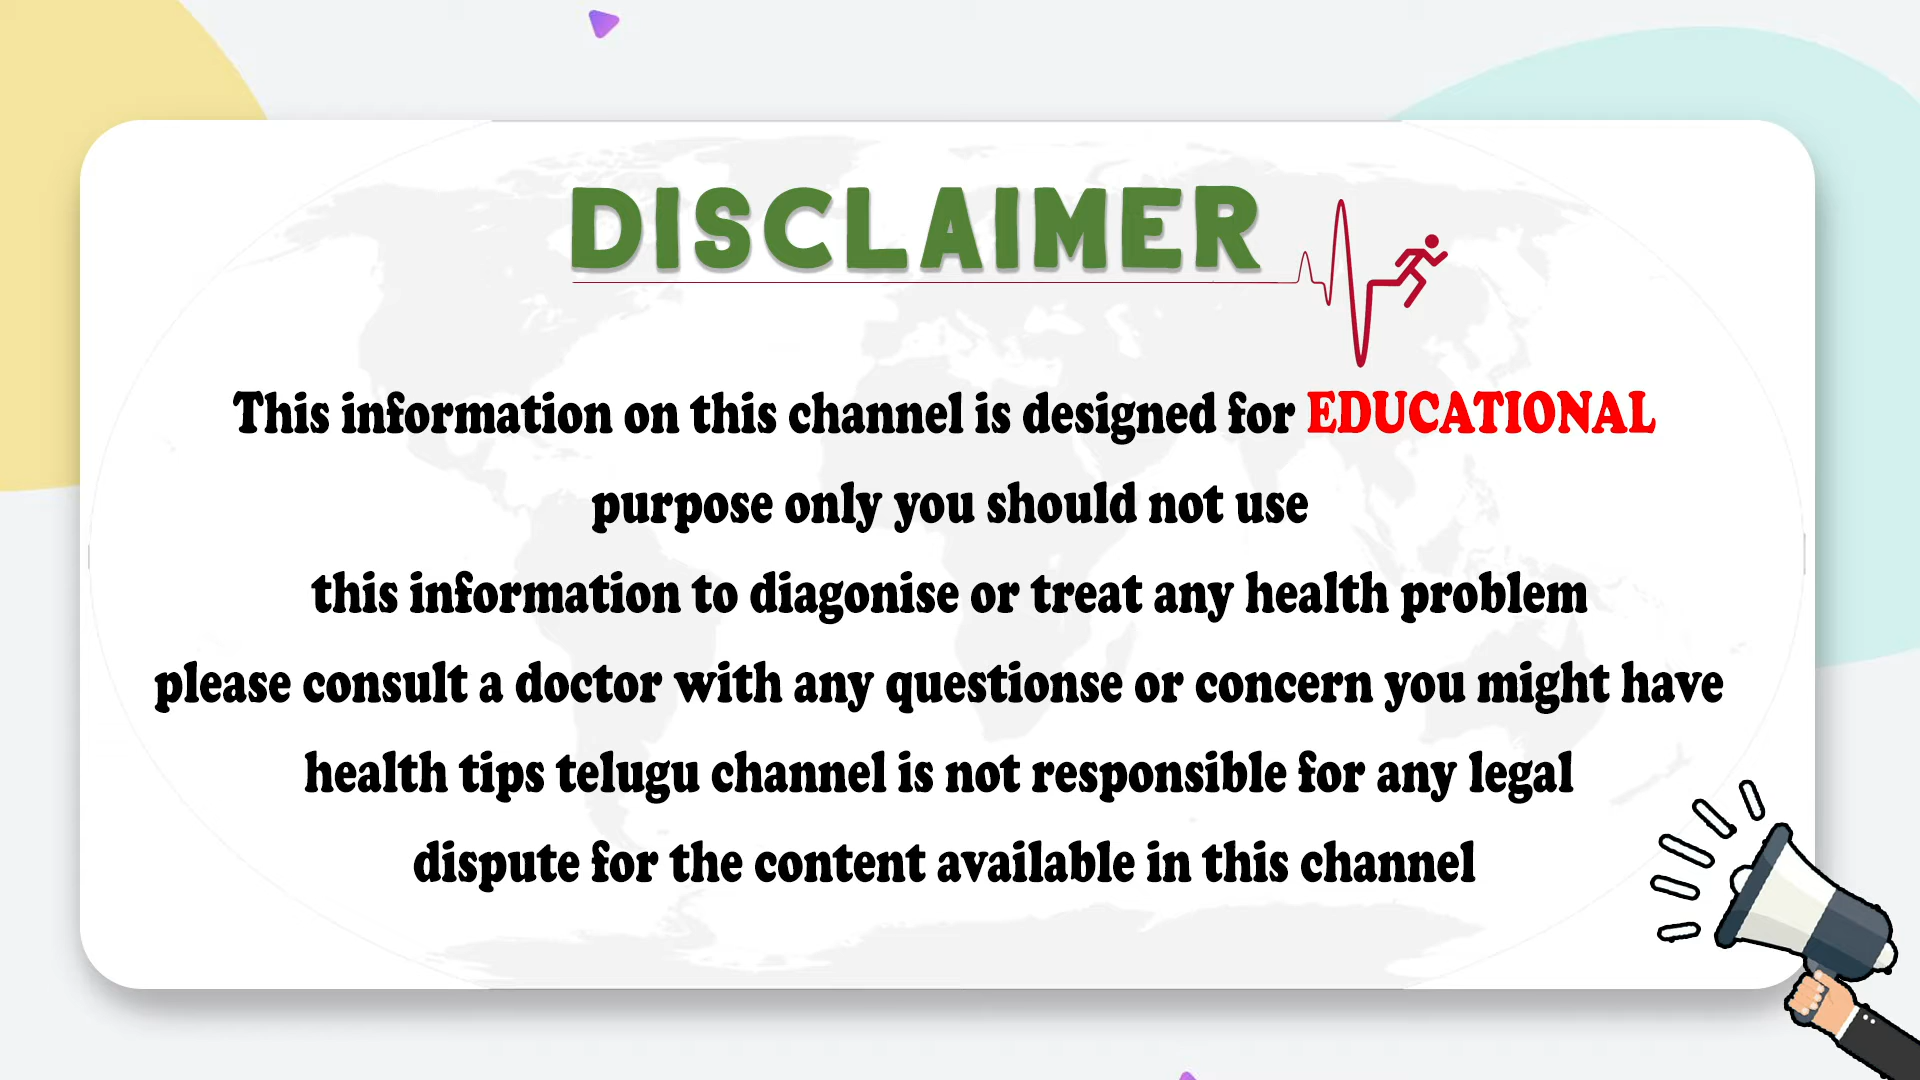 DISCLAIMER
This information on this channel is designed for EDUCATIONAL
purpose only you should not use
this information to diagonise or treat any health problem
please consult a doctor with any questionse or concern you might have
health tips telugu channel is not responsible for any legal
dispute for the content available in this channel